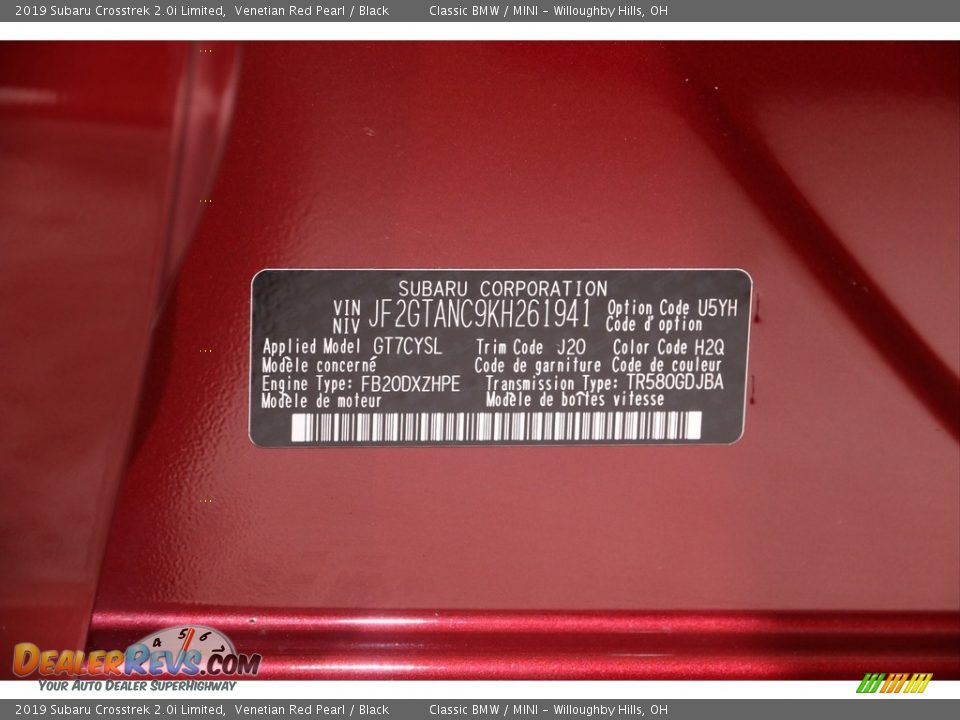 2019 Subaru Crosstrek 2.0i Limited,  Venetian Red Pearl / Black        Classic BMW / MINI - Willoughby Hills, OH
SUBARU CORPORATION
VIN JF2GTANC9KH261941 Option Code U5YH
NIV Code d'option
Applied Model GT7CYSL Trim Code J20 Color Code H2Q
Modèle concerné Code de garniture Code de couleur
Engine Type: FB20DXZHPE Transmission Type: TR580GDJBA
Modèle de moteur Modèle de boîtes vitesse
4 5 6 7
DealerRevs.com
Your Auto Dealer SuperHighway
2019 Subaru Crosstrek 2.0i Limited,  Venetian Red Pearl / Black        Classic BMW / MINI - Willoughby Hills, OH